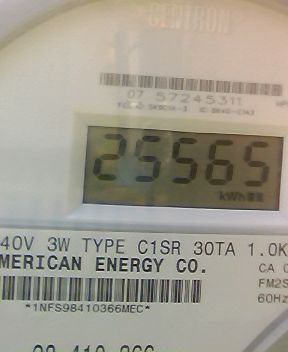 CENTRON
07 57245311
25565
kWh
40V 3W TYPE C1SR 30TA 1.0K
MERICAN ENERGY CO.
CA 0
FM2S
60Hz
*1NFS98410366MEC*